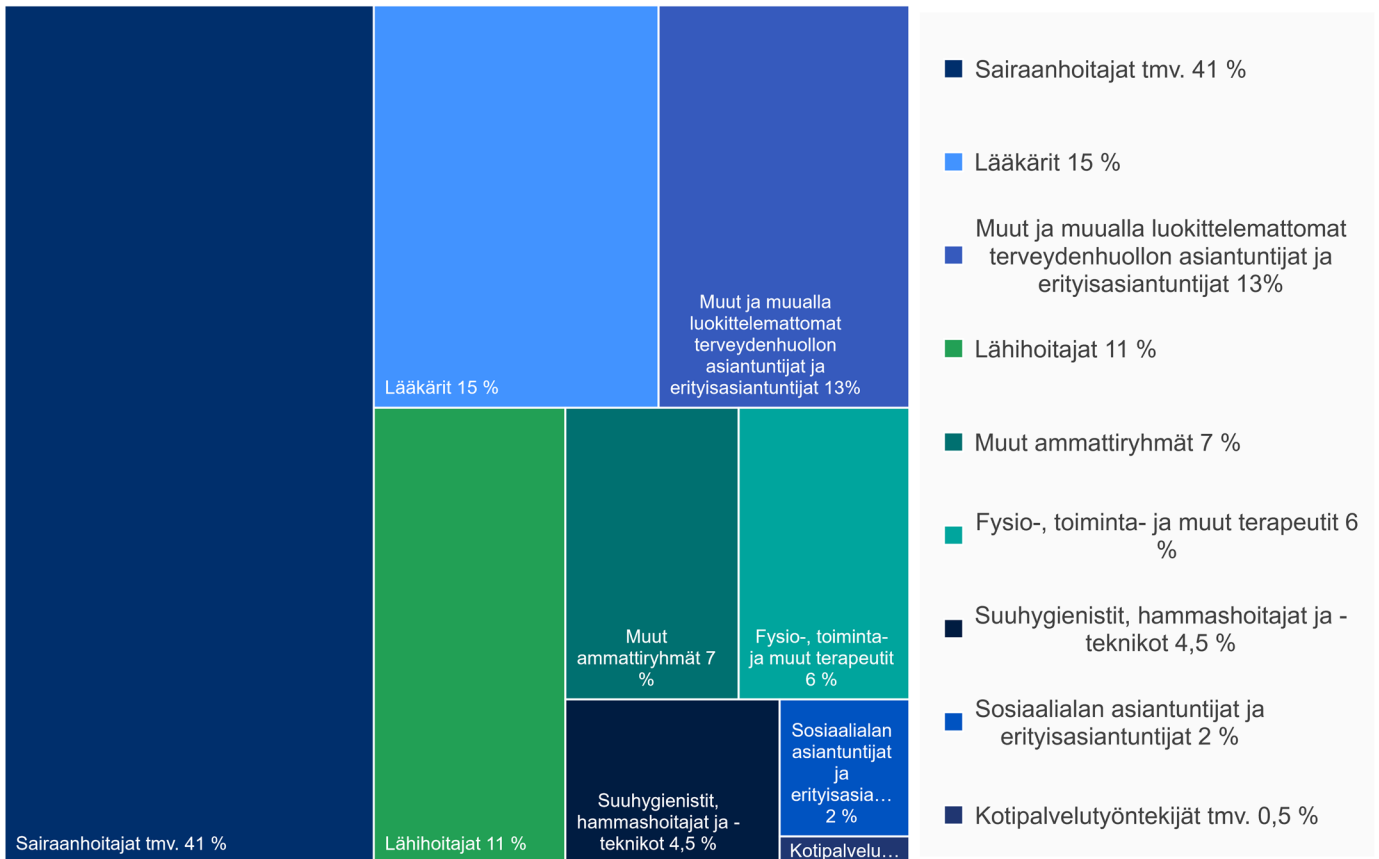 Sairaanhoitajat tmv. 41 %
Lääkärit 15 %
Muut ja muualla
luokittelemattomat
terveydenhuollon
asiantuntijat ja
erityisasiantuntijat 13%
Lähihoitajat 11 %
Muut
ammattiryhmät 7
%
Fysio-, toiminta-
ja muut terapeutit
6 %
Suuhygienistit,
hammashoitajat ja -
teknikot 4,5 %
Sosiaalialan
asiantuntijat
ja
erityisasia…
2 %
Kotipalvelu…
Sairaanhoitajat tmv. 41 %
Lääkärit 15 %
Muut ja muualla luokittelemattomat
terveydenhuollon asiantuntijat ja
erityisasiantuntijat 13%
Lähihoitajat 11 %
Muut ammattiryhmät 7 %
Fysio-, toiminta- ja muut terapeutit 6
%
Suuhygienistit, hammashoitajat ja -
teknikot 4,5 %
Sosiaalialan asiantuntijat ja
erityisasiantuntijat 2 %
Kotipalvelutyöntekijät tmv. 0,5 %